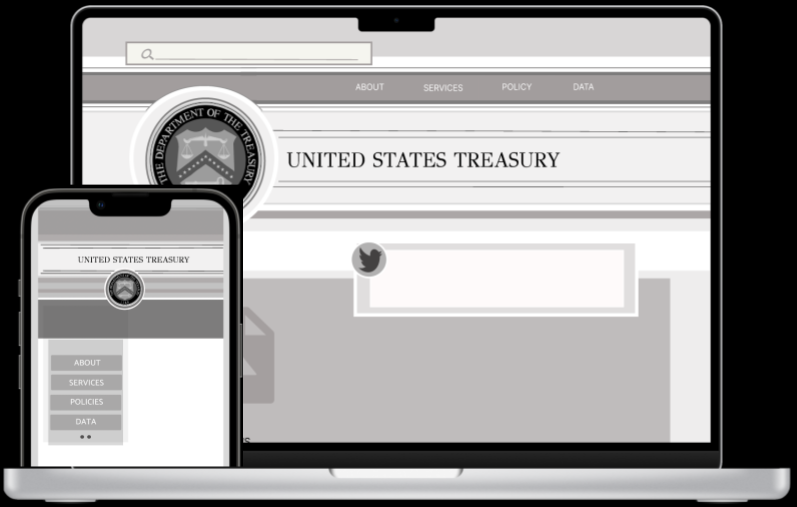 ABOUT SERVICES POLICY DATA
THE DEPARTMENT OF THE TREASURY
UNITED STATES TREASURY
UNITED STATES TREASURY
ABOUT
SERVICES
POLICIES
DATA